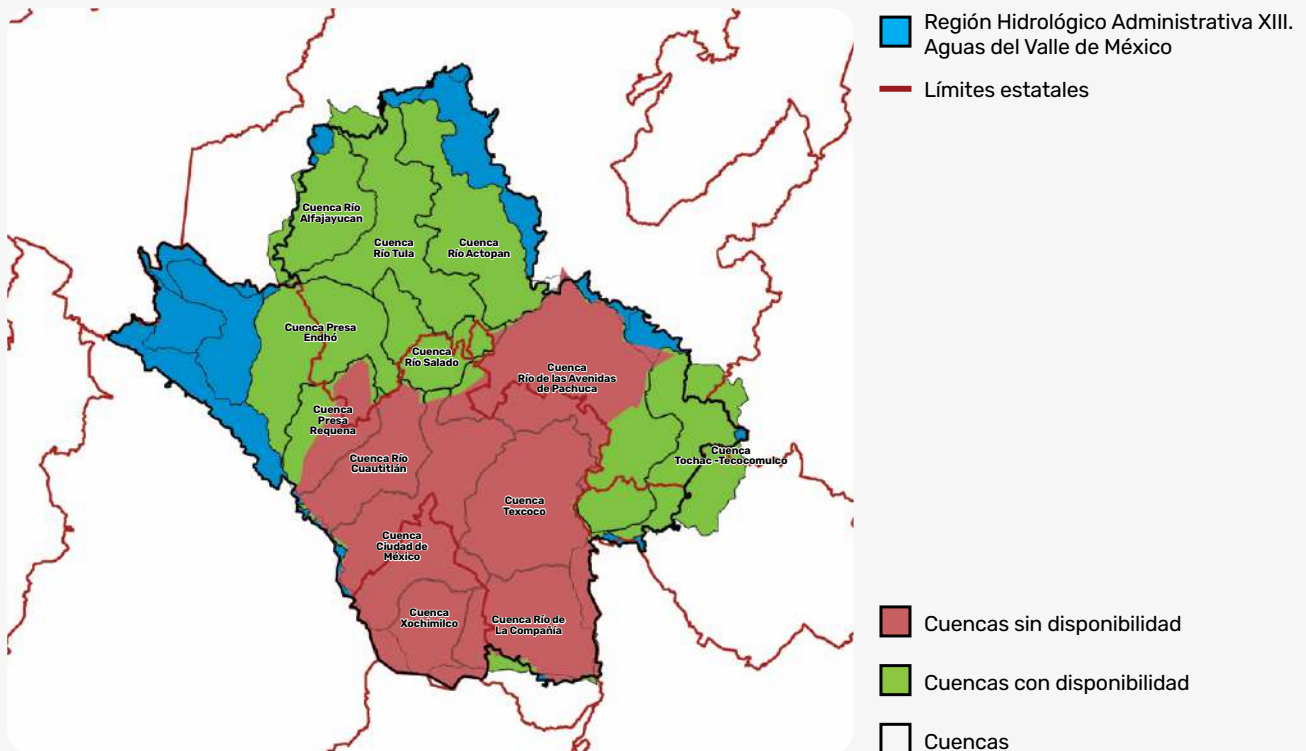 Región Hidrológico Administrativa XIII.
Aguas del Valle de México
Límites estatales
Cuenca Río
Alfajayucan
Cuenca
Río Tula
Cuenca
Río Actopan
Cuenca Presa
Endhó
Cuenca
Río Salado
Cuenca
Río de las Avenidas
de Pachuca
Cuenca
Presa
Requena
Cuenca Río
Cuautitlán
Cuenca
Tochac -Tecocomulco
Cuenca
Texcoco
Cuenca
Ciudad de
México
Cuenca
Xochimilco
Cuenca Río de
La Compañia
Cuencas sin disponibilidad
Cuencas con disponibilidad
Cuencas